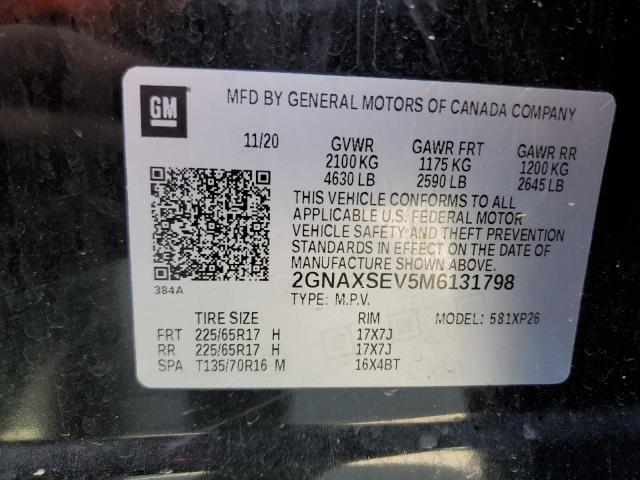 GM
MFD BY GENERAL MOTORS OF CANADA COMPANY
11/20 GVWR GAWR FRT GAWR RR
2100 KG 1175 KG 1200 KG
4630 LB 2590 LB 2645 LB
THIS VEHICLE CONFORMS TO ALL
APPLICABLE U.S. FEDERAL MOTOR
VEHICLE SAFETY AND THEFT PREVENTION
STANDARDS IN EFFECT ON THE DATE OF
MANUFACTURE SHOWN ABOVE.
384A
2GNAXSEV5M6131798
TYPE: M.P.V.
TIRE SIZE RIM MODEL: 581XP26
FRT 225/65R17 H 17X7J
RR 225/65R17 H 17X7J
SPA T135/70R16 M 16X4BT